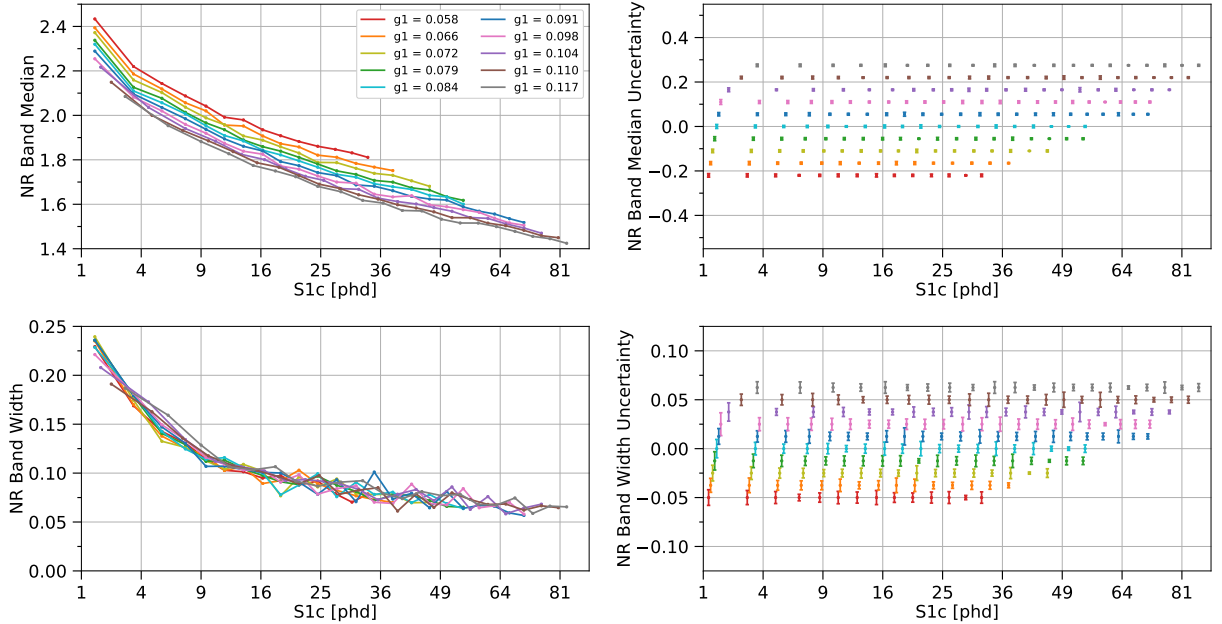 NR Band Median
2.4
2.2
2.0
1.8
1.6
1.4
1 4 9 16 25 36 49 64 81
S1c [phd]
g1 = 0.058 g1 = 0.091
g1 = 0.066 g1 = 0.098
g1 = 0.072 g1 = 0.104
g1 = 0.079 g1 = 0.110
g1 = 0.084 g1 = 0.117
NR Band Median Uncertainty
0.4
0.2
0.0
−0.2
−0.4
1 4 9 16 25 36 49 64 81
S1c [phd]
NR Band Width
0.25
0.20
0.15
0.10
0.05
0.00
1 4 9 16 25 36 49 64 81
S1c [phd]
NR Band Width Uncertainty
0.10
0.05
0.00
−0.05
−0.10
1 4 9 16 25 36 49 64 81
S1c [phd]